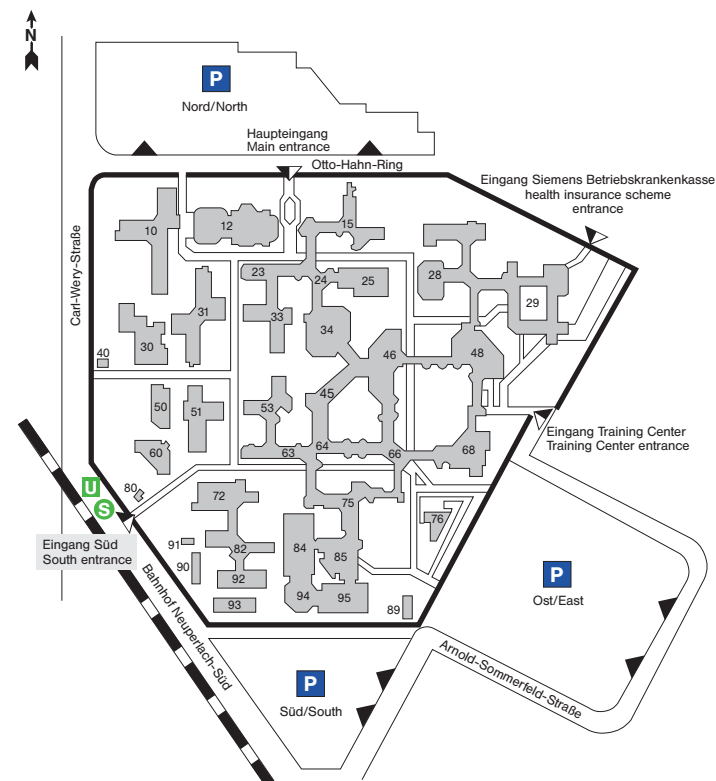 N
P
Nord/North
Haupteingang
Main entrance
Otto-Hahn-Ring
Eingang Siemens Betriebskrankenkasse
health insurance scheme
entrance
Carl-Wery-Straße
10
12
15
23
24
25
28
29
31
33
34
30
46
48
40
45
50
51
53
60
64
63
66
68
Eingang Training Center
Training Center entrance
U
S
80
72
75
76
Eingang Süd
South entrance
91
82
84
85
90
92
93
94
95
89
P
Ost/East
Bahnhof Neuperlach-Süd
P
Süd/South
Arnold-Sommerfeld-Straße